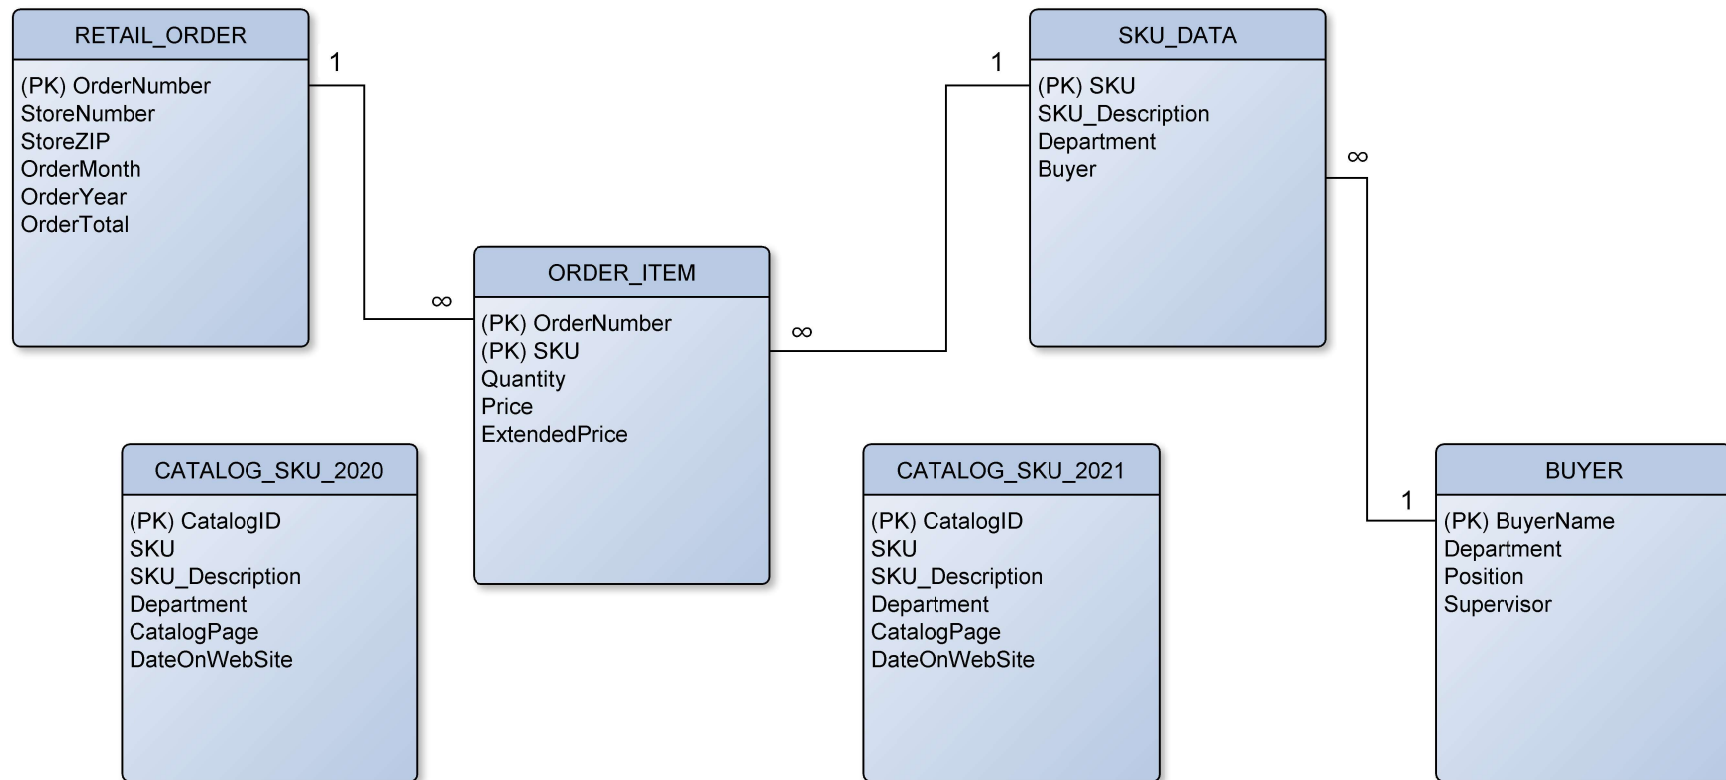 RETAIL_ORDER
(PK) OrderNumber
StoreNumber
StoreZIP
OrderMonth
OrderYear
OrderTotal
1
∞
ORDER_ITEM
(PK) OrderNumber
(PK) SKU
Quantity
Price
ExtendedPrice
∞
1
SKU_DATA
(PK) SKU
SKU_Description
Department
Buyer
∞
1
CATALOG_SKU_2020
(PK) CatalogID
SKU
SKU_Description
Department
CatalogPage
DateOnWebSite
CATALOG_SKU_2021
(PK) CatalogID
SKU
SKU_Description
Department
CatalogPage
DateOnWebSite
BUYER
(PK) BuyerName
Department
Position
Supervisor